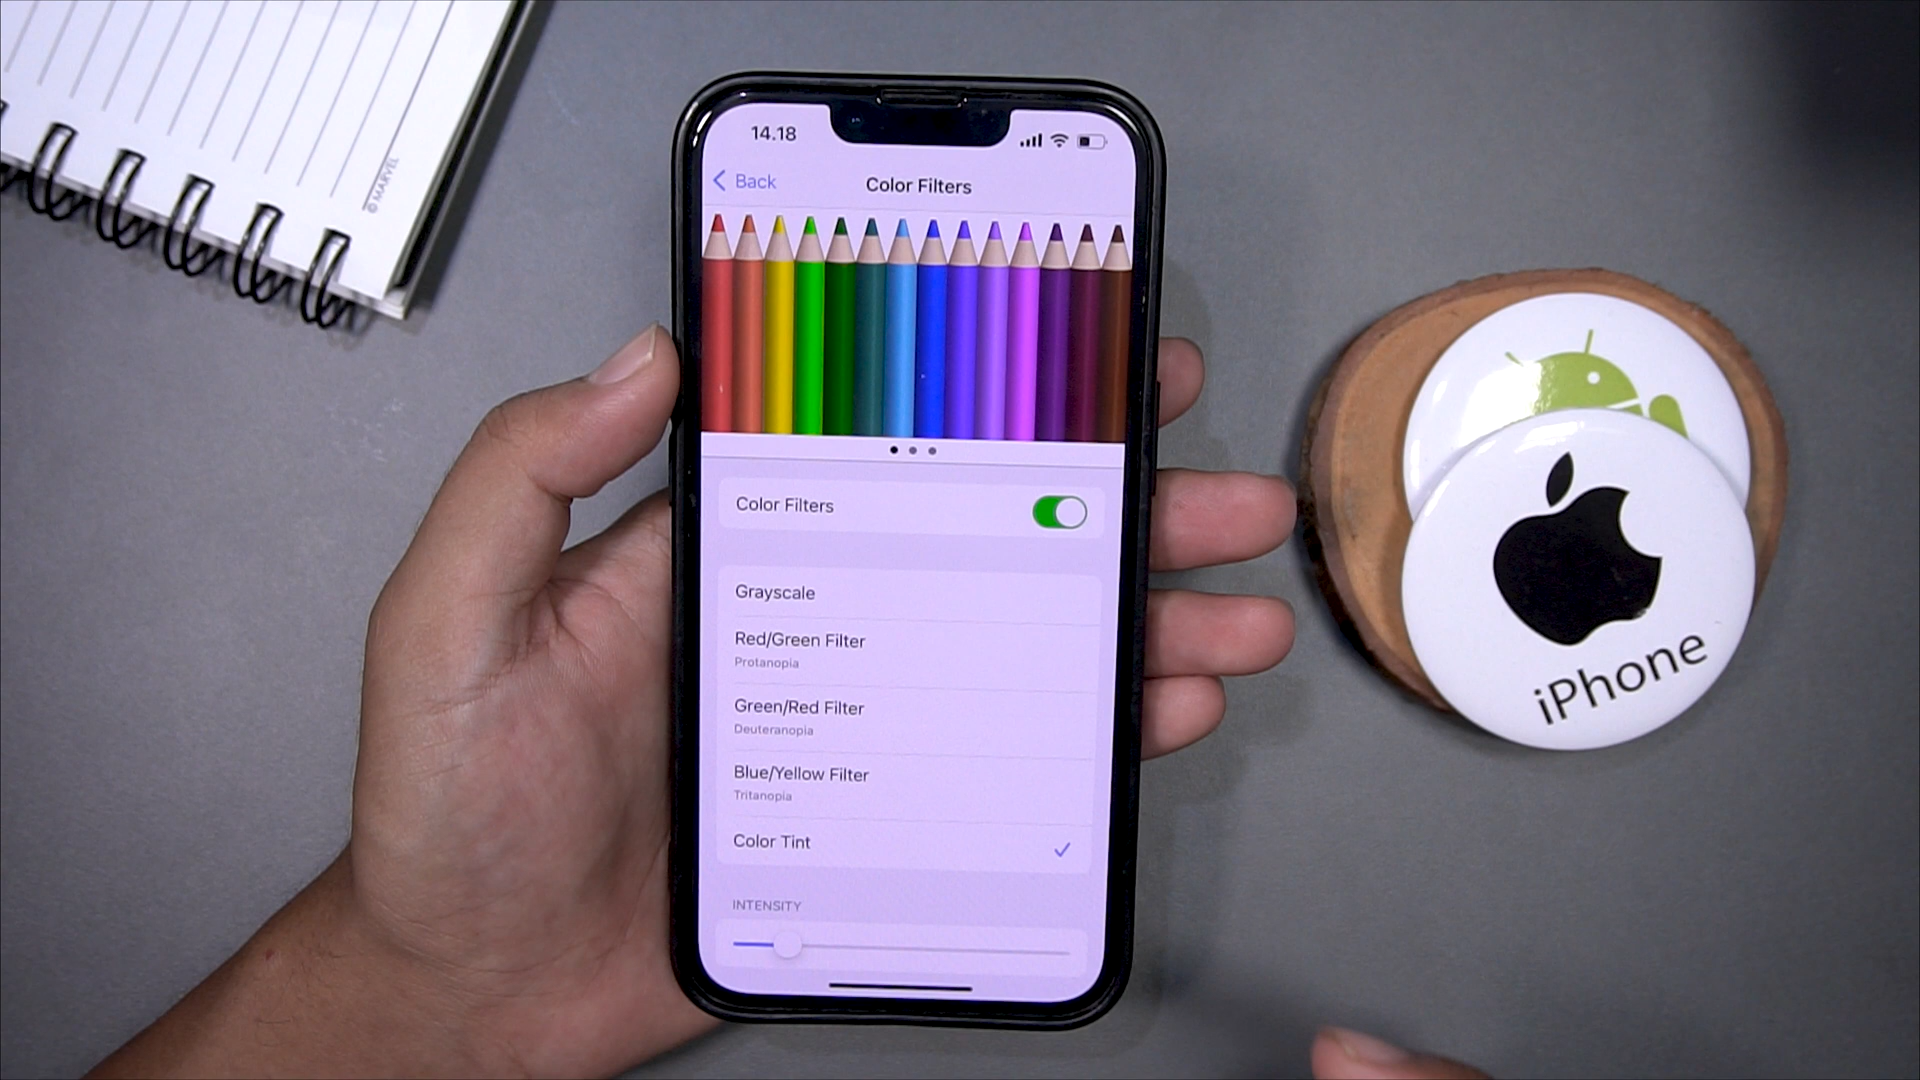 © MARVEL
14.18
Back
Color Filters
Color Filters
Grayscale
Red/Green Filter
Protanopia
Green/Red Filter
Deuteranopia
Blue/Yellow Filter
Tritanopia
Color Tint
INTENSITY
iPhone